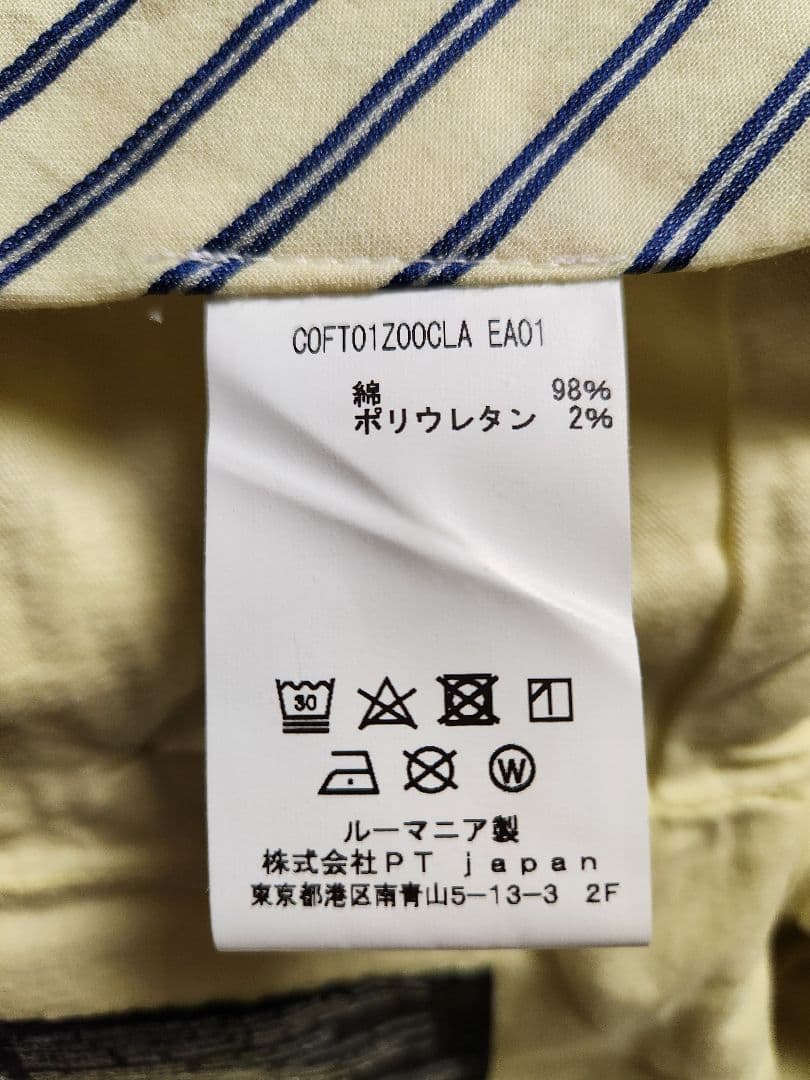 COFT01Z00CLA EA01
綿 98%
ポリウレタン 2%
30
W
ルーマニア製
株式会社PT japan
東京都港区南青山5-13-3 2F